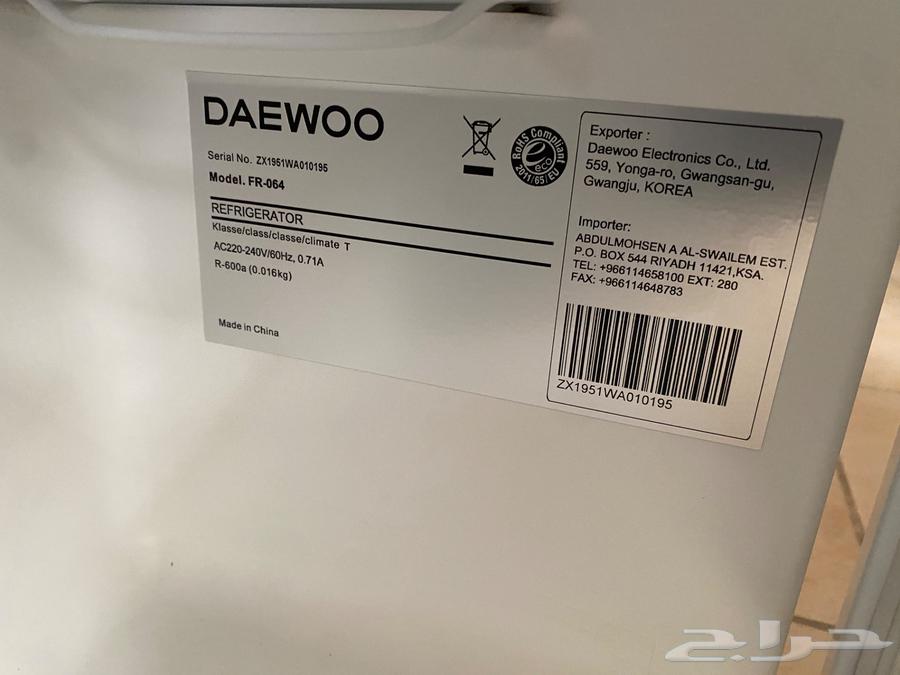 DAEWOO
Serial No. ZX1951WA010195
Model. FR-064
REFRIGERATOR
Klasse/class/classe/climate T
AC220-240V/60Hz, 0.71A
R-600a (0.016kg)
Made in China
RoHS Compliant
eco
2011/65/EU
Exporter :
Daewoo Electronics Co., Ltd.
559, Yonga-ro, Gwangsan-gu,
Gwangju, KOREA
Importer:
ABDULMOHSEN A AL-SWAILEM EST.
P.O. BOX 544 RIYADH 11421,KSA.
TEL: +966114658100 EXT: 280
FAX: +966114648783
ZX1951WA010195
حراج